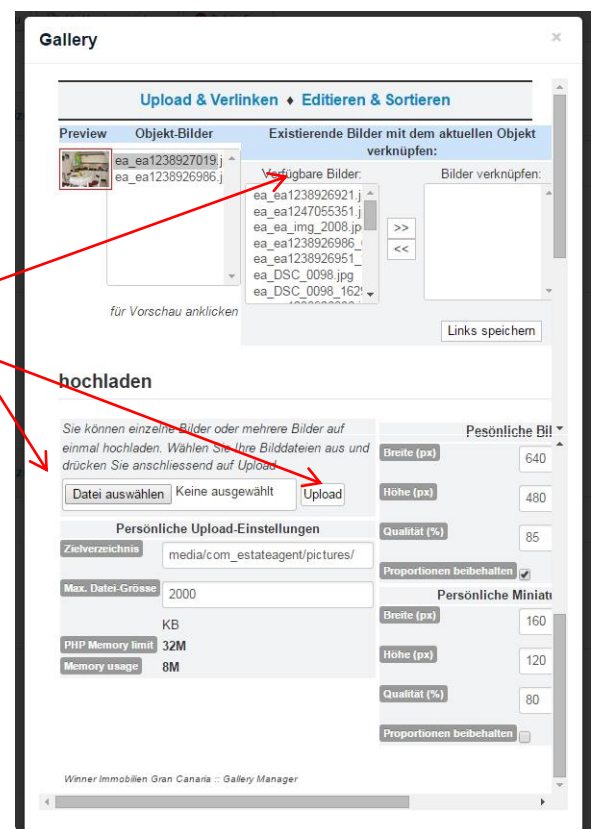 Gallery
×
Upload & Verlinken ♦ Editieren & Sortieren
Preview
Objekt-Bilder
ea_ea1238927019.j
ea_ea1238926986.j
für Vorschau anklicken
Existierende Bilder mit dem aktuellen Objekt
verknüpfen:
Verfügbare Bilder:
ea_ea1238926921.j
ea_ea1247055351.j
ea_ea_img_2008.jp
ea_ea1238926986_
ea_ea1238926951_
ea_DSC_0098.jpg
ea_DSC_0098_162
>>
<<
Bilder verknüpfen:
Links speichern
hochladen
Sie können einzelne Bilder oder mehrere Bilder auf
einmal hochladen. Wählen Sie Ihre Bilddateien aus und
drücken Sie anschliessend auf Upload
Datei auswählen Keine ausgewählt
Upload
Persönliche Upload-Einstellungen
Zielverzeichnis media/com_estateagent/pictures/
Max. Datei-Grösse 2000
KB
PHP Memory limit 32M
Memory usage 8M
Pesönliche Bil
Breite (px) 640
Höhe (px) 480
Qualität (%) 85
Proportionen beibehalten
Persönliche Miniatu
Breite (px) 160
Höhe (px) 120
Qualität (%) 80
Proportionen beibehalten
Winner Immobilien Gran Canaria :: Gallery Manager